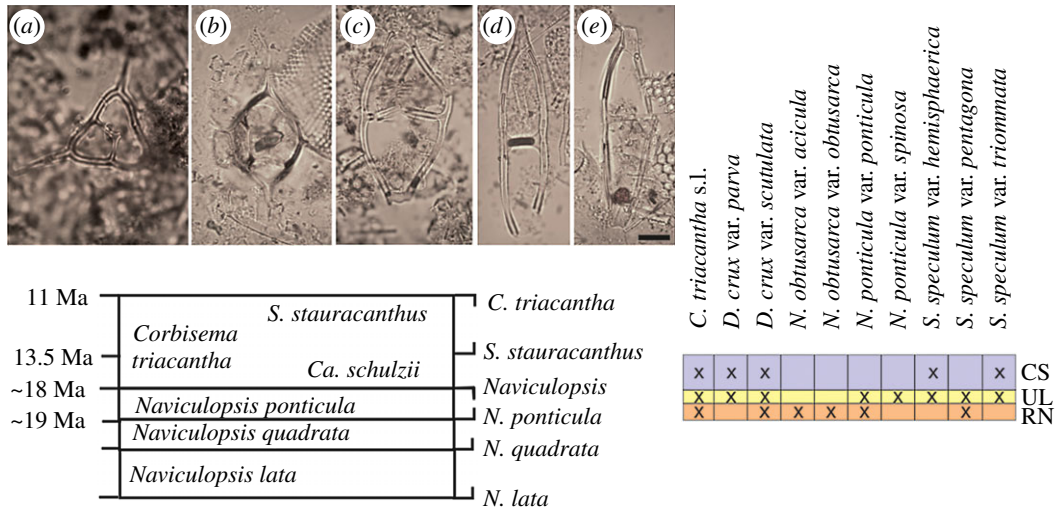 (a)
(b)
(c)
(d)
(e)
11 Ma
13.5 Ma
~18 Ma
~19 Ma
S. stauracanthus
Corbisema
triacantha
Ca. schulzii
Naviculopsis ponticula
Naviculopsis quadrata
Naviculopsis lata
C. triacantha
S. stauracanthus
Naviculopsis
N. ponticula
N. quadrata
N. lata
C. triacantha s.l.
D. crux var. parva
D. crux var. scutulata
N. obtusarca var. acicula
N. obtusarca var. obtusarca
N. ponticula var. ponticula
N. ponticula var. spinosa
S. speculum var. hemisphaerica
S. speculum var. pentagona
S. speculum var. triommata
x x x x x CS
x x x x x x x x UL
x x x x x x RN